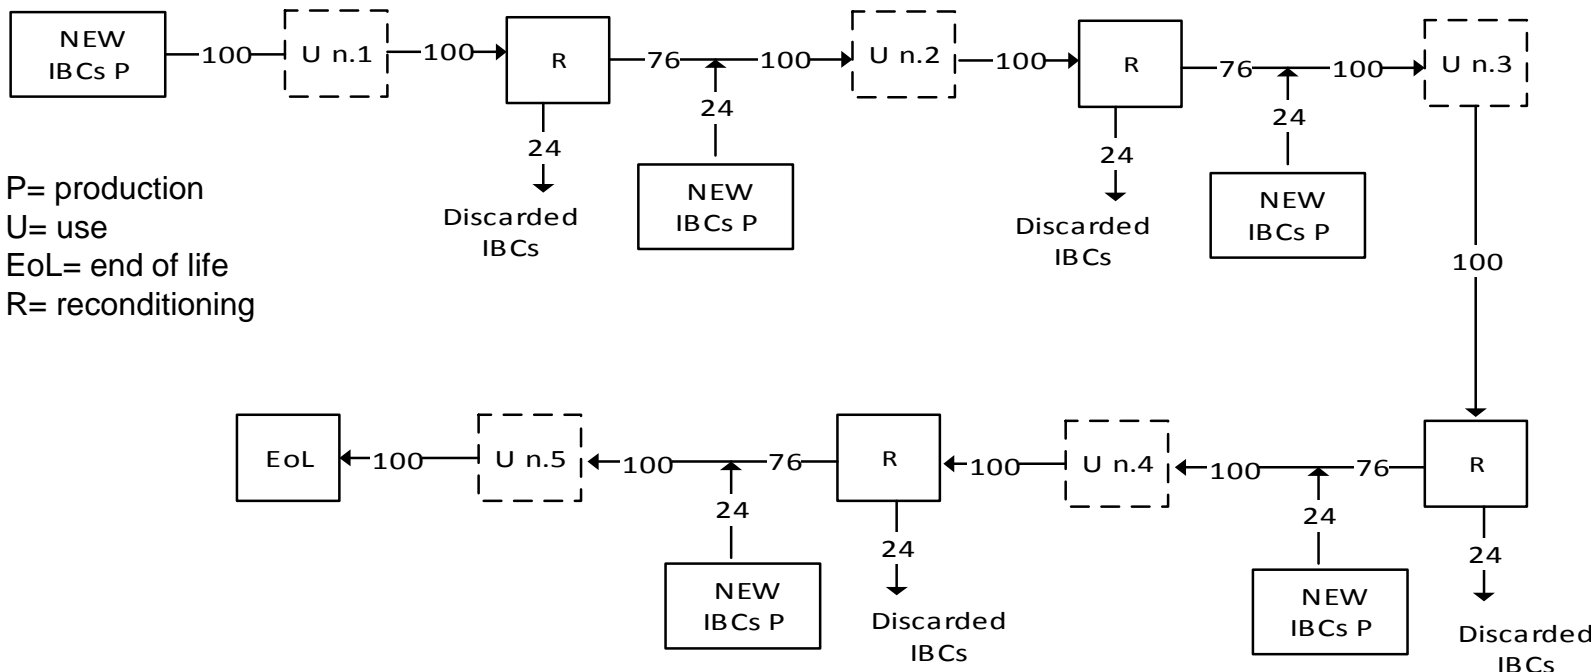 NEW
IBCs P
100
U n.1
100
R
76
100
U n.2
100
R
76
100
U n.3
24
24
24
24
NEW
IBCs P
Discarded
IBCs
NEW
IBCs P
Discarded
IBCs
P= production
U= use
EoL= end of life
R= reconditioning
100
EoL
100
U n.5
100
76
R
100
U n.4
100
76
R
24
24
24
24
NEW
IBCs P
Discarded
IBCs
NEW
IBCs P
Discarded
IBCs